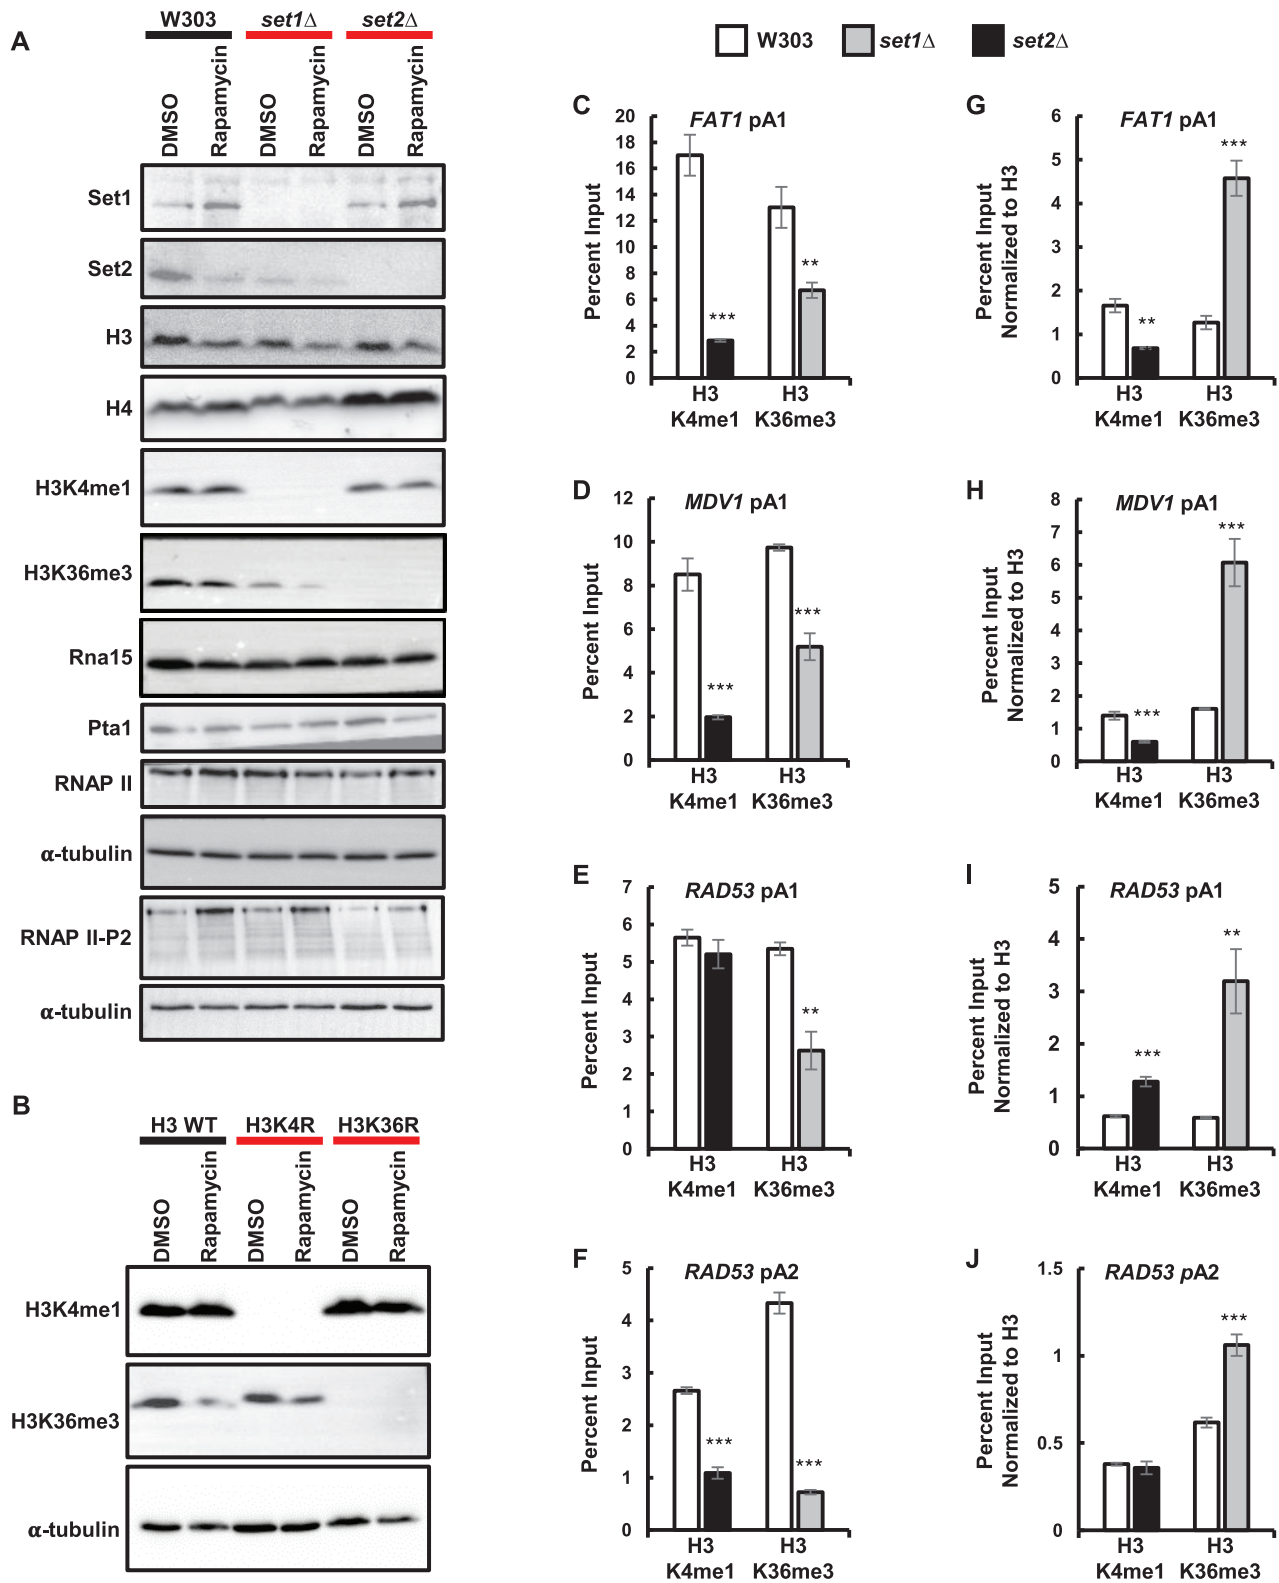 A
W303 set1Δ set2Δ
DMSO Rapamycin DMSO Rapamycin DMSO Rapamycin
Set1
Set2
H3
H4
H3K4me1
H3K36me3
Rna15
Pta1
RNAP II
α-tubulin
RNAP II-P2
α-tubulin
B
H3 WT H3K4R H3K36R
DMSO Rapamycin DMSO Rapamycin DMSO Rapamycin
H3K4me1
H3K36me3
α-tubulin
W303 set1Δ set2Δ
C
FAT1 pA1
Percent Input
20
18
16
14
12
10
8
6
4
2
0
***
**
H3 H3
K4me1 K36me3
D
MDV1 pA1
Percent Input
12
10
8
6
4
2
0
***
***
H3 H3
K4me1 K36me3
E
RAD53 pA1
Percent Input
7
6
5
4
3
2
1
0
**
H3 H3
K4me1 K36me3
F
RAD53 pA2
Percent Input
5
4
3
2
1
0
***
***
H3 H3
K4me1 K36me3
G
FAT1 pA1
Percent Input
Normalized to H3
6
5
4
3
2
1
0
**
***
H3 H3
K4me1 K36me3
H
MDV1 pA1
Percent Input
Normalized to H3
8
7
6
5
4
3
2
1
0
***
***
H3 H3
K4me1 K36me3
I
RAD53 pA1
Percent Input
Normalized to H3
5
4
3
2
1
0
***
**
H3 H3
K4me1 K36me3
J
RAD53 pA2
Percent Input
Normalized to H3
1.5
1
0.5
0
***
H3 H3
K4me1 K36me3